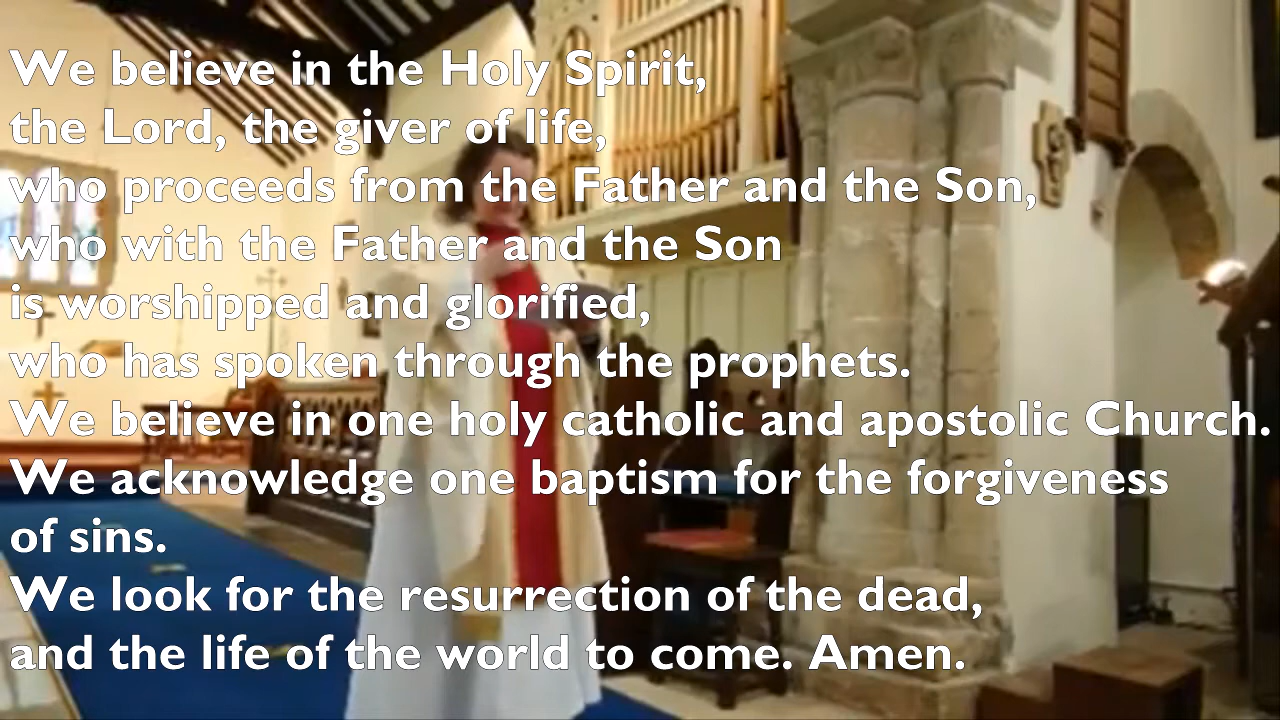 We believe in the Holy Spirit,
the Lord, the giver of life,
who proceeds from the Father and the Son,
who with the Father and the Son
is worshipped and glorified,
who has spoken through the prophets.
We believe in one holy catholic and apostolic Church.
We acknowledge one baptism for the forgiveness
of sins.
We look for the resurrection of the dead,
and the life of the world to come. Amen.